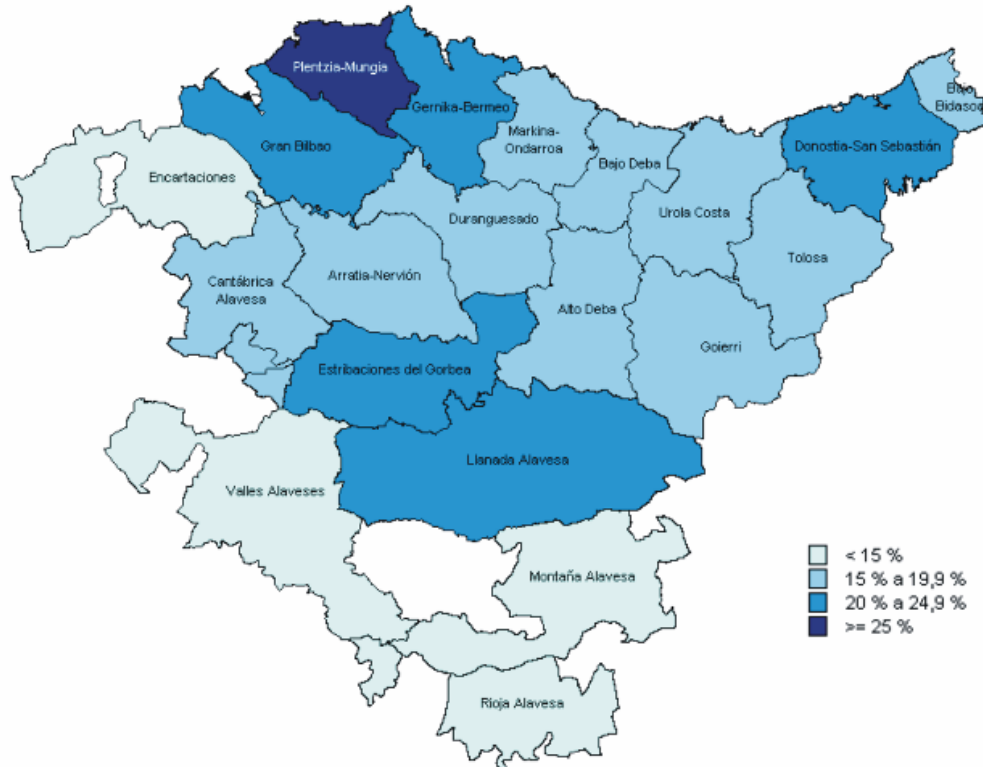 Plentzia-Mungia
Gernika-Bermeo
Bajo
Bidasoa
Markina-
Ondarroa
Gran Bilbao
Donostia-San Sebastián
Bajo Deba
Encartaciones
Urola Costa
Duranguesado
Tolosa
Arratia-Nervión
Cantábrica
Alavesa
Alto Deba
Goierri
Estribaciones del Gorbea
Llanada Alavesa
Valles Alaveses
Montaña Alavesa
Rioja Alavesa
< 15 %
15 % a 19,9 %
20 % a 24,9 %
>= 25 %